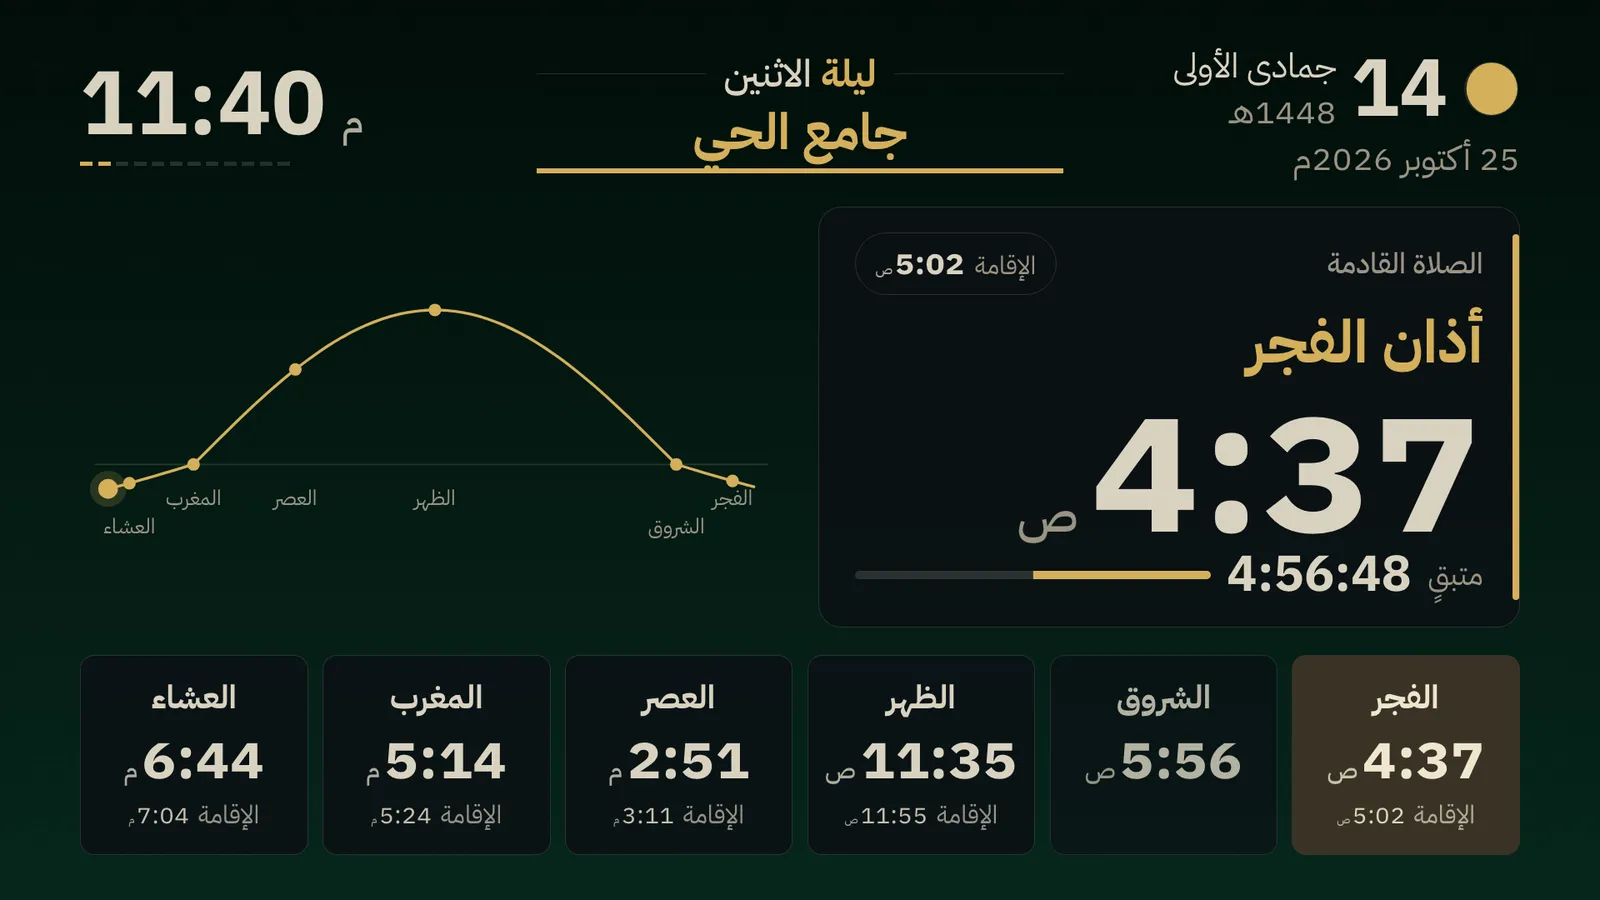 14 جمادى الأولى
1448هـ
25 أكتوبر 2026م
ليلة الاثنين
جامع الحي
11:40 م
الصلاة القادمة
الإقامة 5:02 ص
أذان الفجر
4:37 ص
متبقٍ 4:56:48
الفجر
الظهر
العصر
المغرب
الشروق
العشاء
الفجر
4:37 ص
الإقامة 5:02 ص
الشروق
5:56 ص
الظهر
11:35 ص
الإقامة 11:55 ص
العصر
2:51 م
الإقامة 3:11 م
المغرب
5:14 م
الإقامة 5:24 م
العشاء
6:44 م
الإقامة 7:04 م